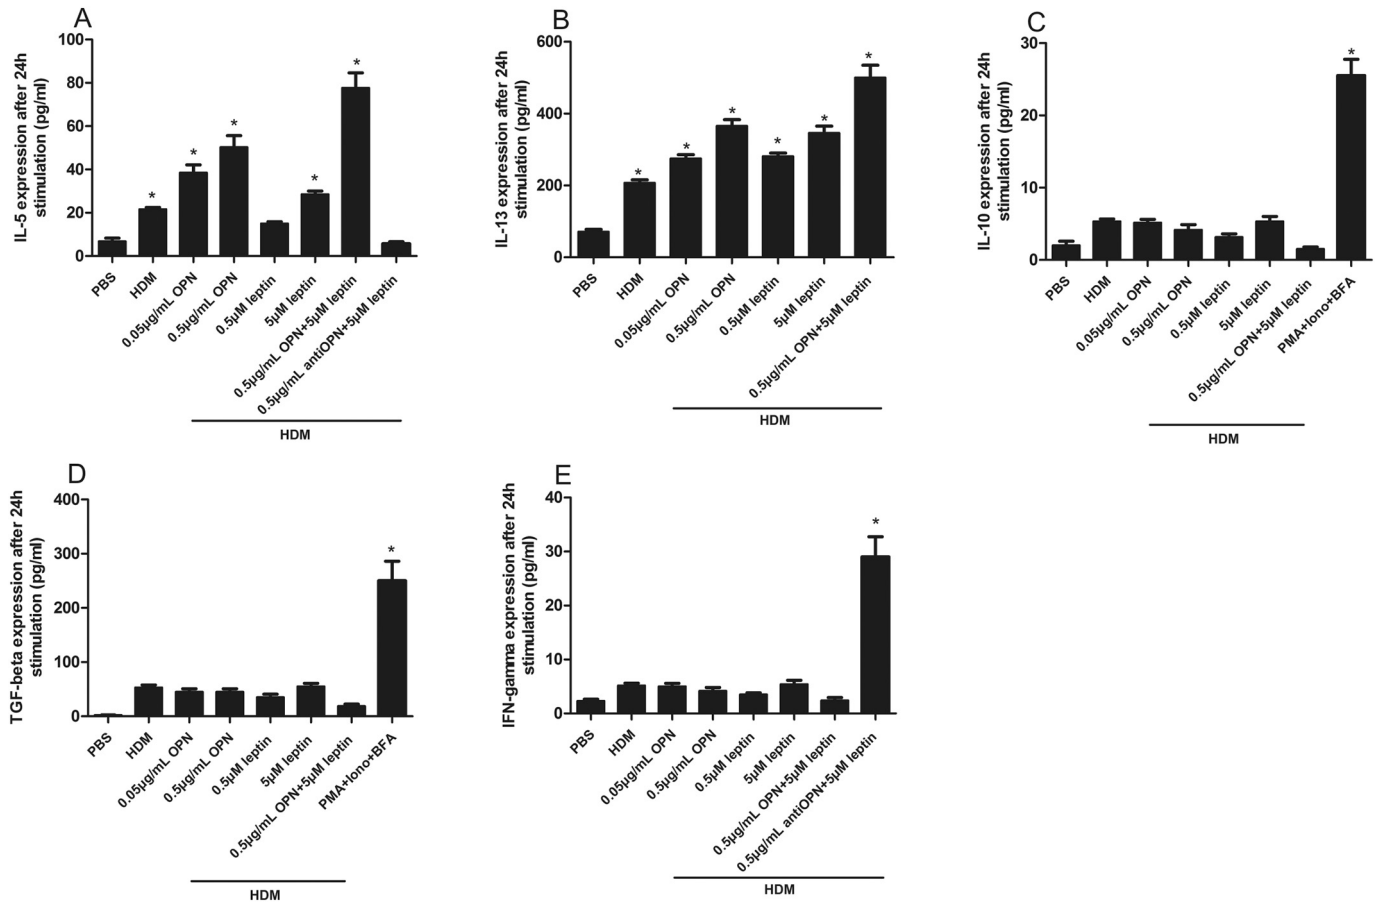 A
IL-5 expression after 24h
stimulation (pg/ml)
100
80
60
40
20
0
*
*
*
*
*
PBS
HDM
0.05µg/mL OPN
0.5µg/mL OPN
0.5µM leptin
5µM leptin
0.5µg/mL OPN+5µM leptin
0.5µg/mL antiOPN+5µM leptin
HDM
B
IL-13 expression after 24h
stimulation (pg/ml)
600
400
200
0
*
*
*
*
*
*
PBS
HDM
0.05µg/mL OPN
0.5µg/mL OPN
0.5µM leptin
5µM leptin
0.5µg/mL OPN+5µM leptin
HDM
C
IL-10 expression after 24h
stimulation (pg/ml)
30
20
10
0
*
PBS
HDM
0.05µg/mL OPN
0.5µg/mL OPN
0.5µM leptin
5µM leptin
0.5µg/mL OPN+5µM leptin
PMA+Iono+BFA
HDM
D
TGF-beta expression after 24h
stimulation (pg/ml)
400
300
200
100
0
*
PBS
HDM
0.05µg/mL OPN
0.5µg/mL OPN
0.5µM leptin
5µM leptin
0.5µg/mL OPN+5µM leptin
PMA+Iono+BFA
HDM
E
IFN-gamma expression after 24h
stimulation (pg/ml)
40
30
20
10
0
*
PBS
HDM
0.05µg/mL OPN
0.5µg/mL OPN
0.5µM leptin
5µM leptin
0.5µg/mL OPN+5µM leptin
0.5µg/mL antiOPN+5µM leptin
HDM